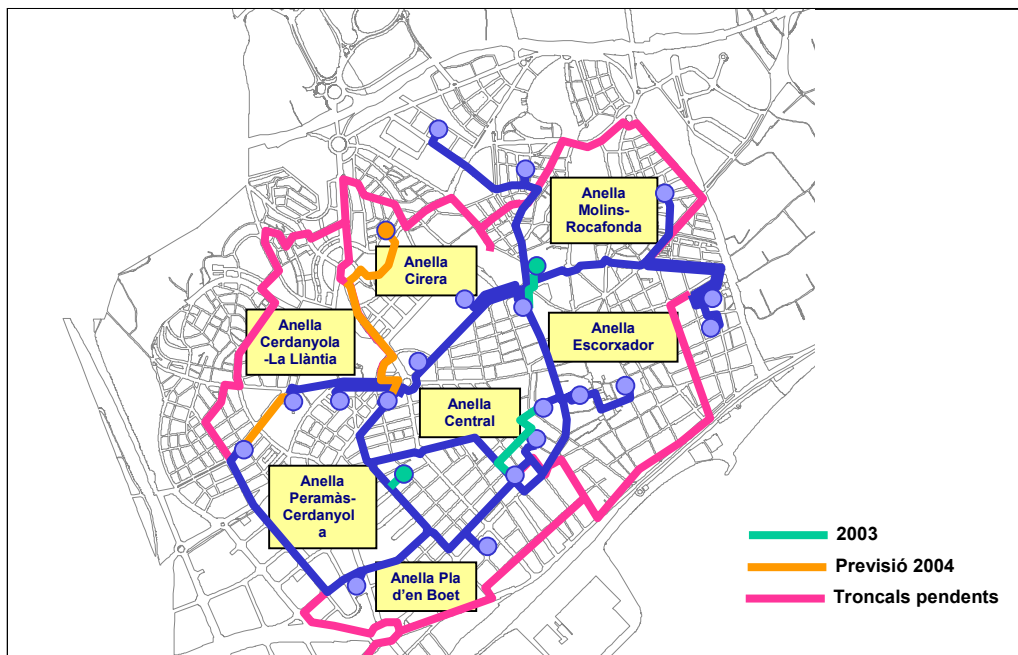 Anella
Molins-
Rocafonda
Anella
Cirera
Anella
Cerdanyola
-La Llàntia
Anella
Escorxador
Anella
Central
Anella
Peramàs-
Cerdanyol
a
Anella Pla
d'en Boet
2003
Previsió 2004
Troncals pendents